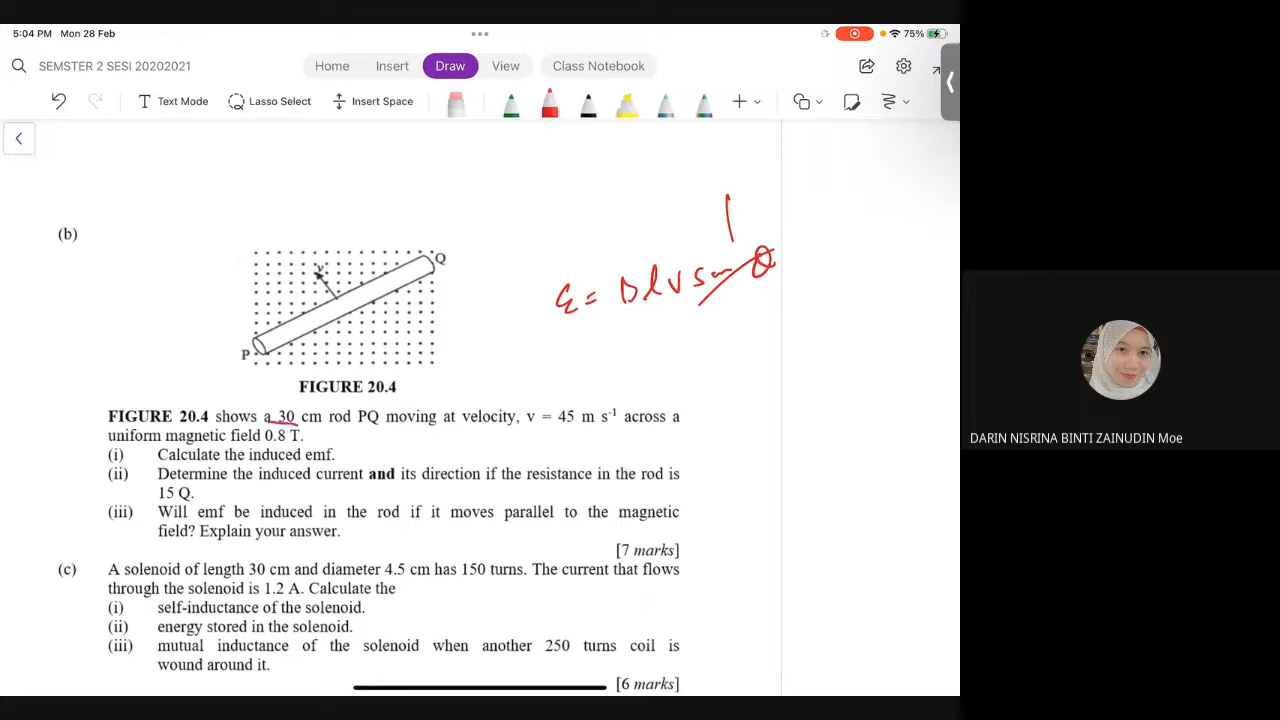 5:04 PM Mon 28 Feb
75%
SEMSTER 2 SESI 20202021
Home Insert Draw View Class Notebook
Text Mode Lasso Select Insert Space
(b)
ε = Blv sin θ
1
v
Q
P
FIGURE 20.4
FIGURE 20.4 shows a 30 cm rod PQ moving at velocity, v = 45 m s⁻¹ across a
uniform magnetic field 0.8 T.
(i) Calculate the induced emf.
(ii) Determine the induced current and its direction if the resistance in the rod is
15 Q.
(iii) Will emf be induced in the rod if it moves parallel to the magnetic
field? Explain your answer.
[7 marks]
(c) A solenoid of length 30 cm and diameter 4.5 cm has 150 turns. The current that flows
through the solenoid is 1.2 A. Calculate the
(i) self-inductance of the solenoid.
(ii) energy stored in the solenoid.
(iii) mutual inductance of the solenoid when another 250 turns coil is
wound around it.
[6 marks]
DARIN NISRINA BINTI ZAINUDIN Moe